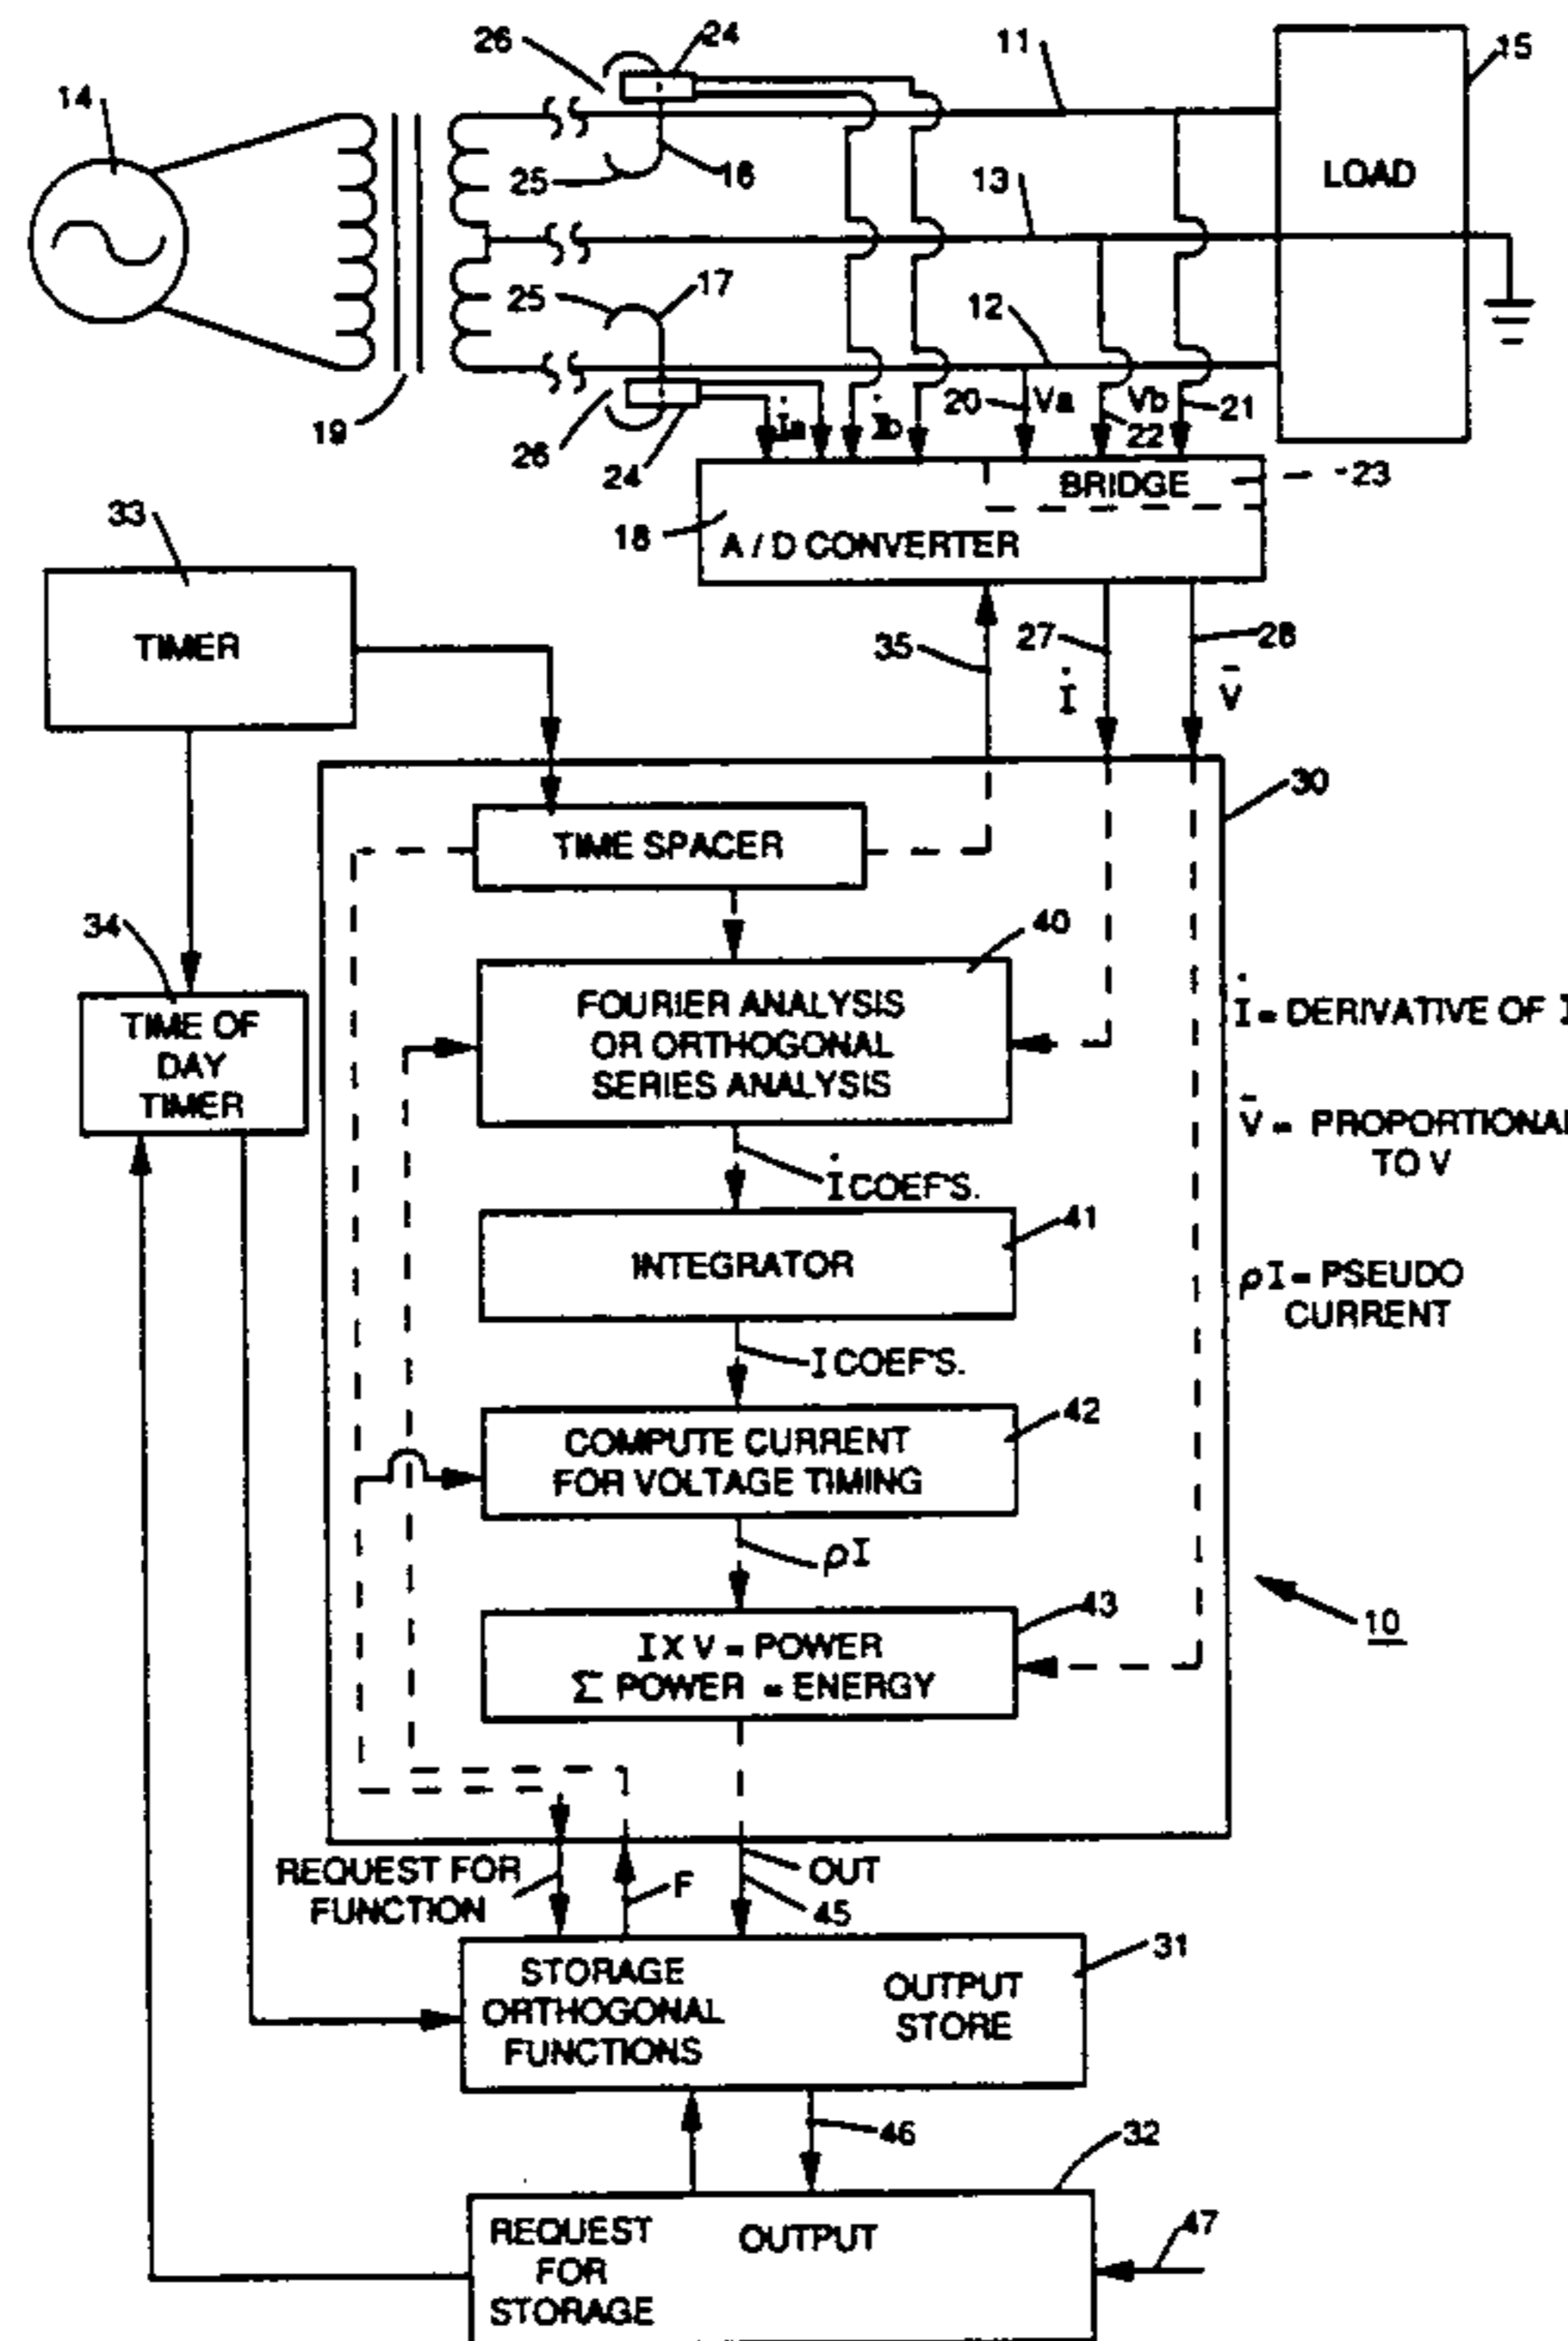 26
24
11
15
14
LOAD
25
16
13
25
17
12
İa
İb
20
Va
Vb
21
22
19
26
24
BRIDGE
23
33
18
A / D CONVERTER
TIMER
35
27
28
İ
V̄
30
TIME SPACER
34
40
TIME OF
DAY
TIMER
FOURIER ANALYSIS
OR ORTHOGONAL
SERIES ANALYSIS
İ = DERIVATIVE OF I
V̄ = PROPORTIONAL
TO V
İ COEF'S.
41
INTEGRATOR
ρI = PSEUDO
CURRENT
I COEF'S.
42
COMPUTE CURRENT
FOR VOLTAGE TIMING
ρI
43
I X V = POWER
Σ POWER = ENERGY
10
REQUEST FOR
FUNCTION
F
OUT
45
31
STORAGE
ORTHOGONAL
FUNCTIONS
OUTPUT
STORE
46
32
REQUEST
FOR
STORAGE
OUTPUT
47